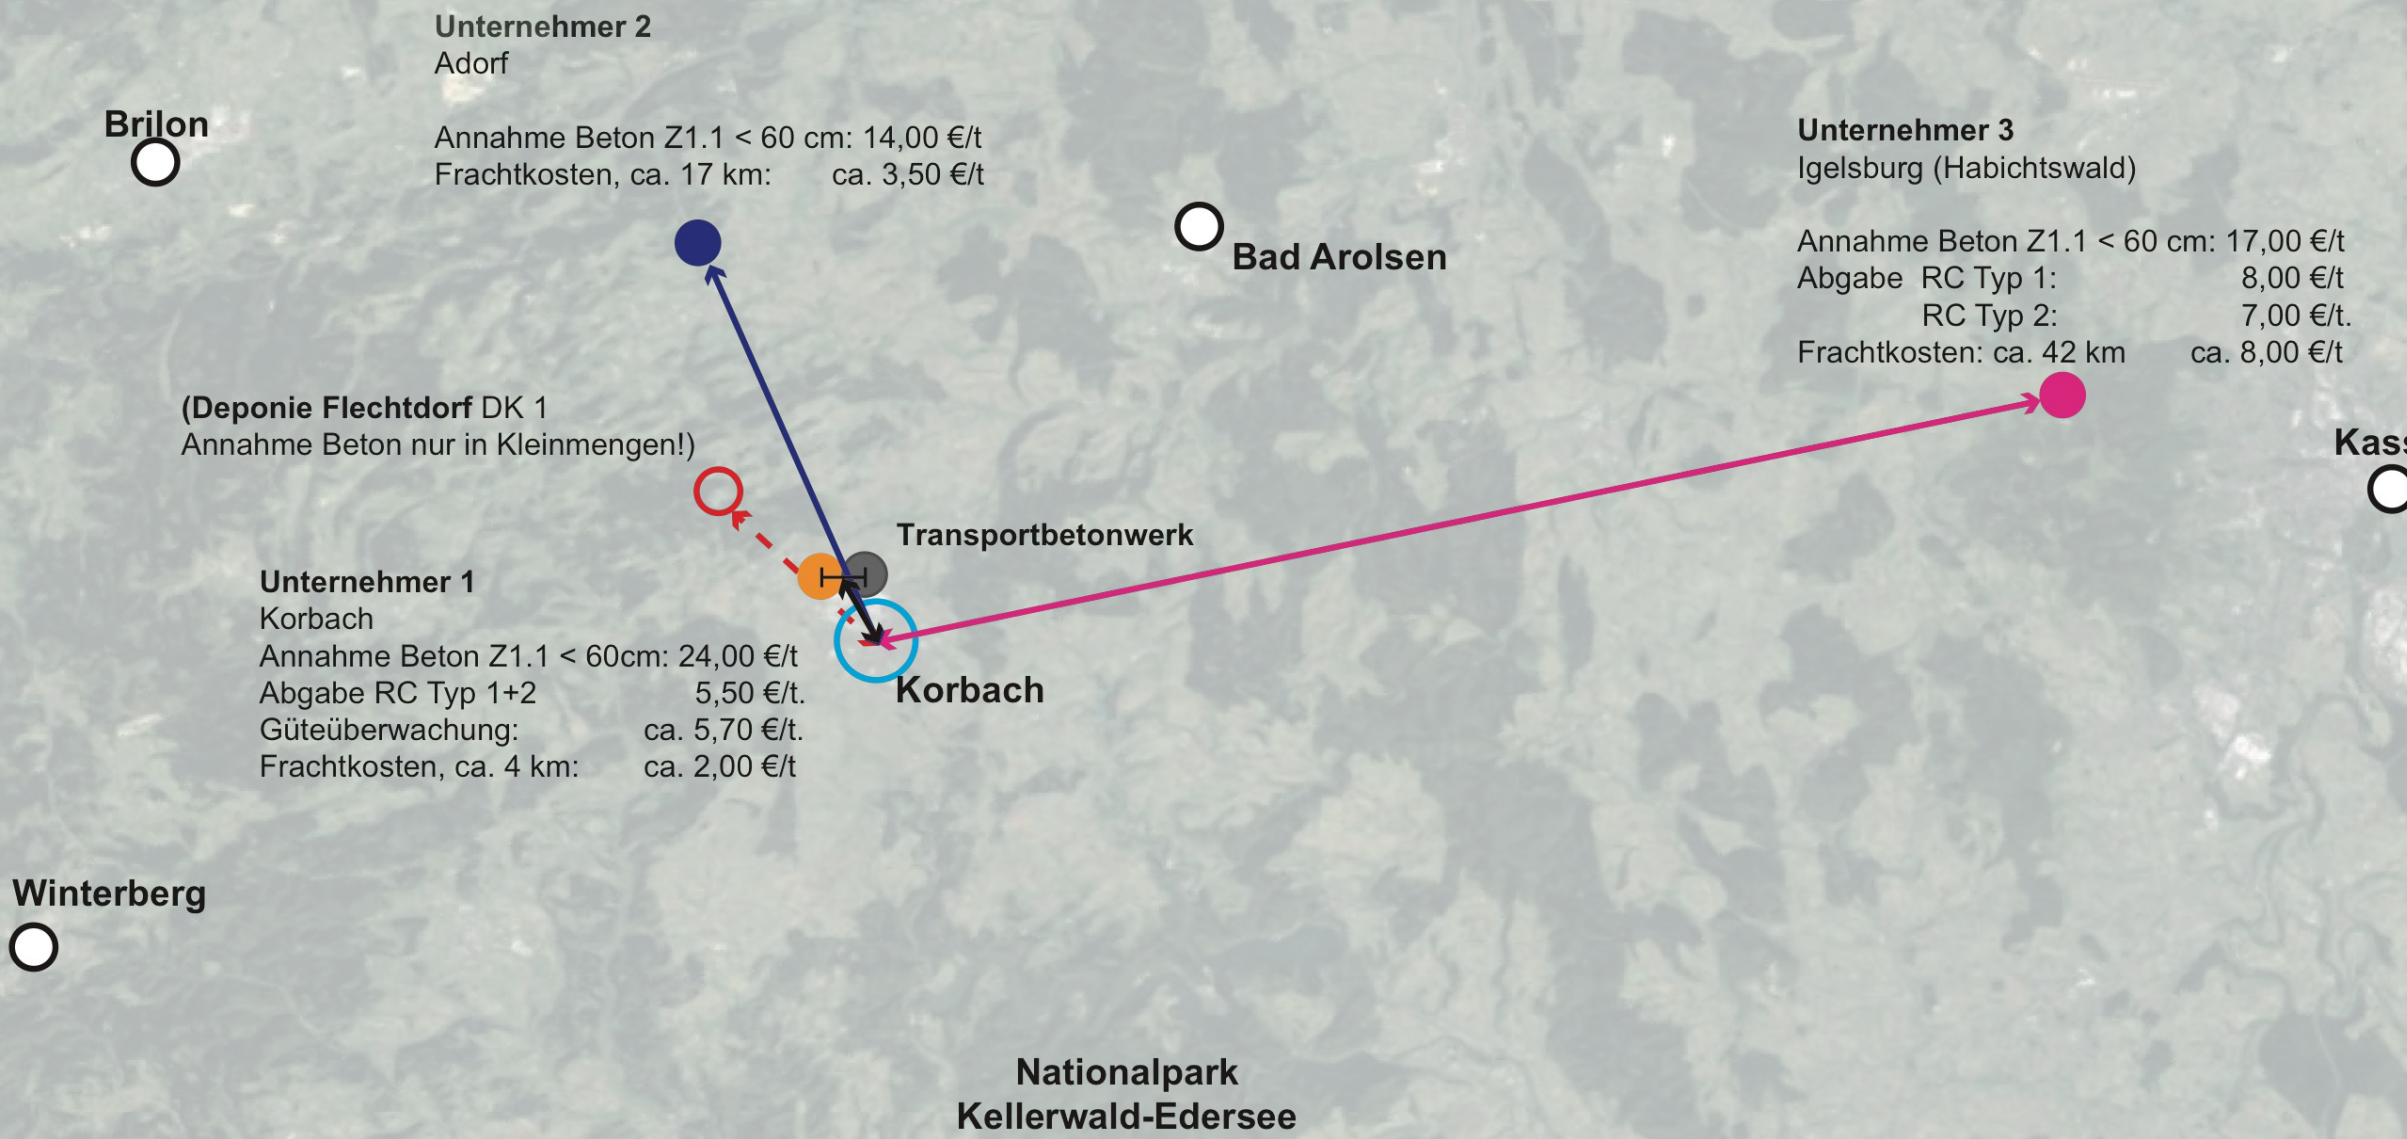 Unternehmer 2
Adorf
Annahme Beton Z1.1 < 60 cm: 14,00 €/t
Frachtkosten, ca. 17 km: ca. 3,50 €/t
Brilon
Unternehmer 3
Igelsburg (Habichtswald)
Annahme Beton Z1.1 < 60 cm: 17,00 €/t
Abgabe RC Typ 1: 8,00 €/t
RC Typ 2: 7,00 €/t.
Frachtkosten: ca. 42 km ca. 8,00 €/t
Bad Arolsen
(Deponie Flechtdorf DK 1
Annahme Beton nur in Kleinmengen!)
Kass
Transportbetonwerk
Unternehmer 1
Korbach
Annahme Beton Z1.1 < 60cm: 24,00 €/t
Abgabe RC Typ 1+2 5,50 €/t.
Güteüberwachung: ca. 5,70 €/t.
Frachtkosten, ca. 4 km: ca. 2,00 €/t
Korbach
Winterberg
Nationalpark
Kellerwald-Edersee